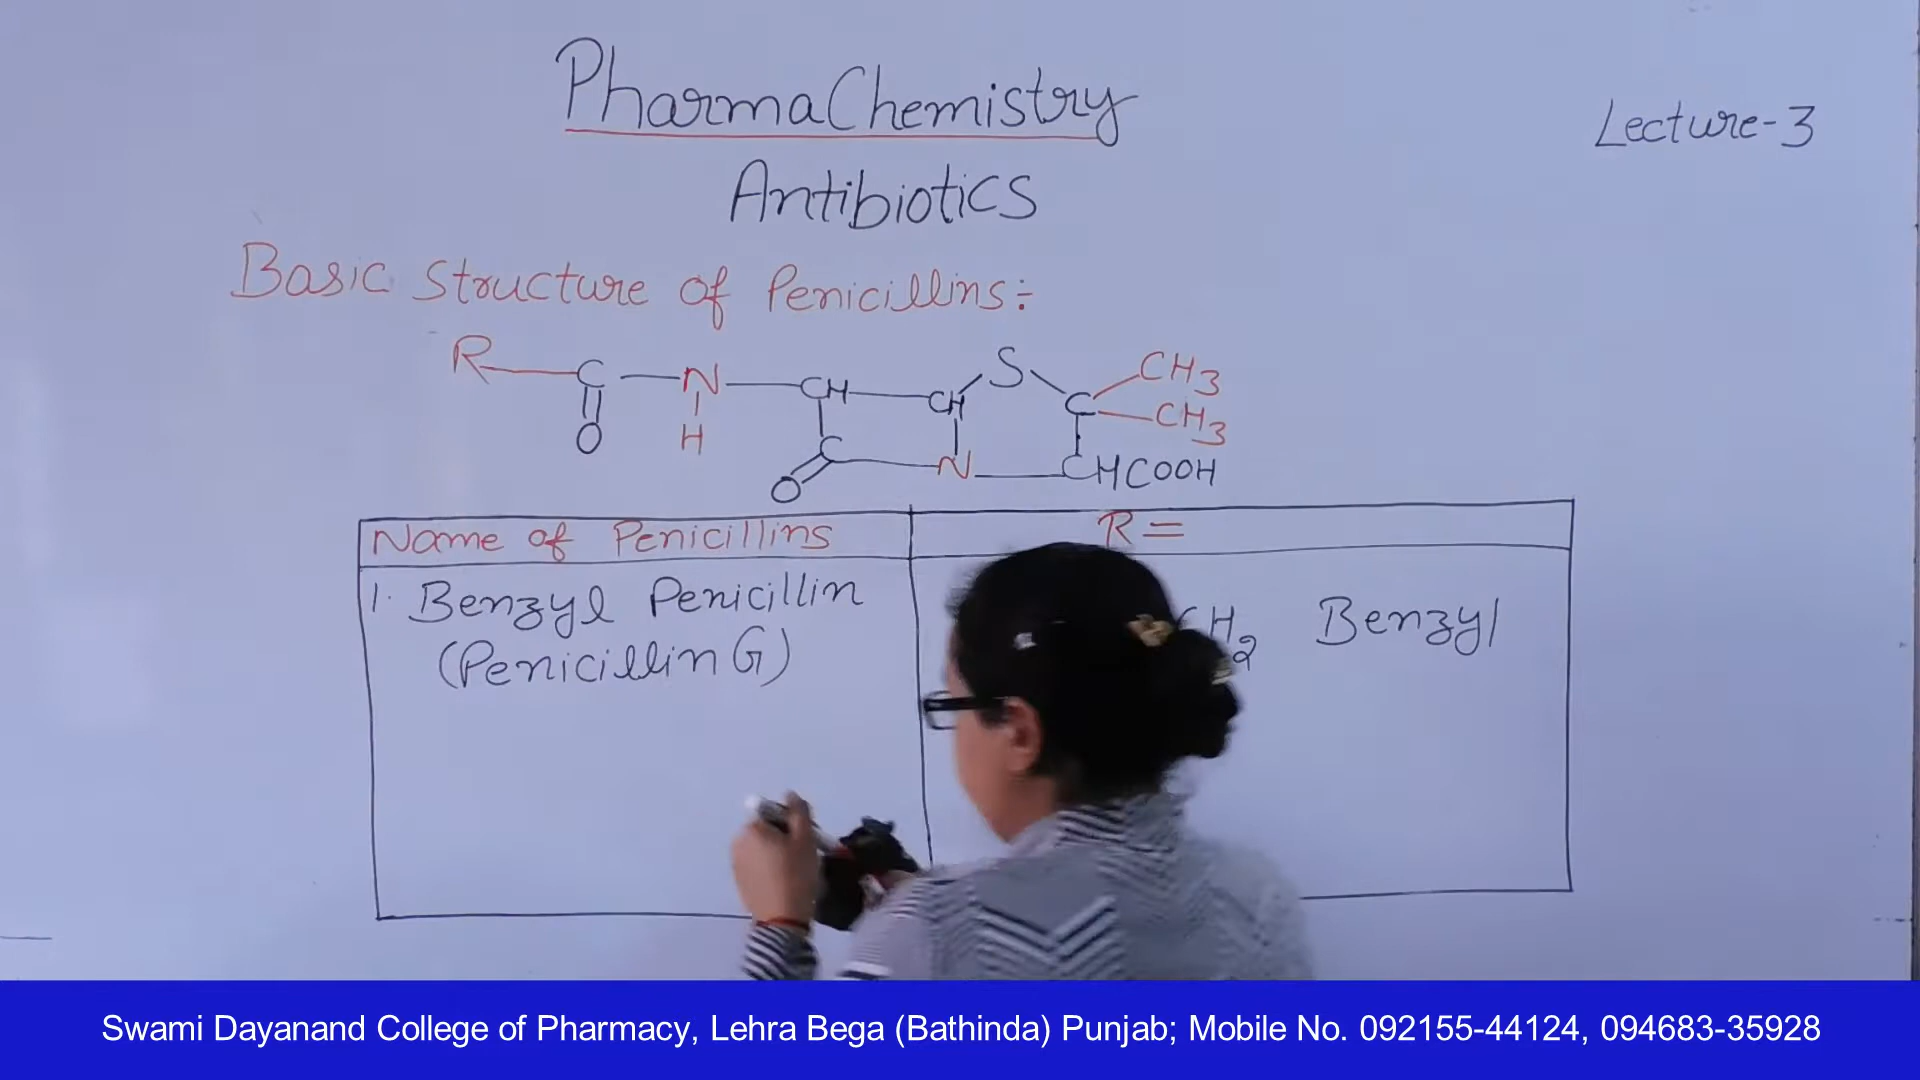 PharmaChemistry
Lecture-3
Antibiotics
Basic Structure of Penicillins:
R C N CH CH S C CH3
CH3
O H C O N CHCOOH
Name of Penicillins R =
1. Benzyl Penicillin CH2 Benzyl
(Penicillin G)
Swami Dayanand College of Pharmacy, Lehra Bega (Bathinda) Punjab; Mobile No. 092155-44124, 094683-35928